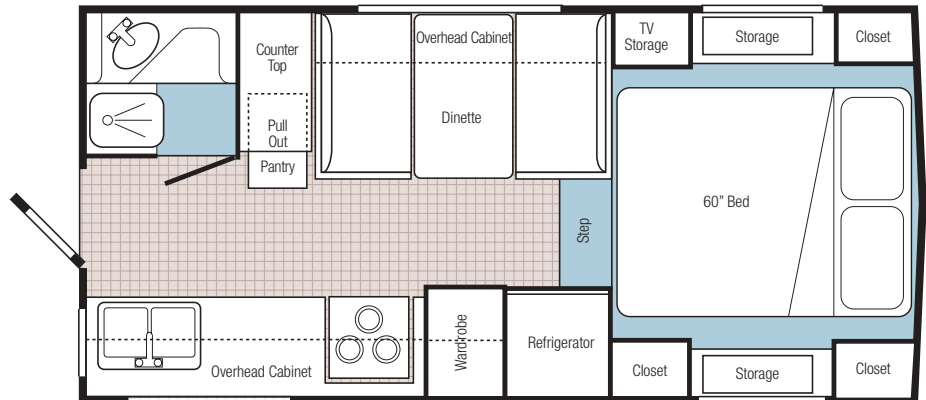 Counter
Top
Pull
Out
Pantry
Overhead Cabinet
Dinette
TV
Storage
Storage
Closet
60" Bed
Step
Overhead Cabinet
Wardrobe
Refrigerator
Closet
Storage
Closet